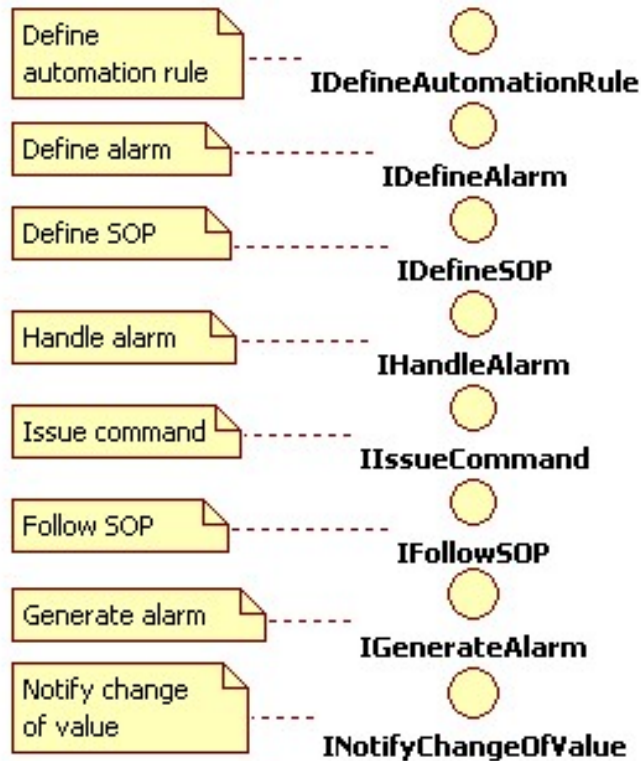 Define
automation rule
IDefineAutomationRule
Define alarm
IDefineAlarm
Define SOP
IDefineSOP
Handle alarm
IHandleAlarm
Issue command
IIssueCommand
Follow SOP
IFollowSOP
Generate alarm
IGenerateAlarm
Notify change
of value
INotifyChangeOfValue